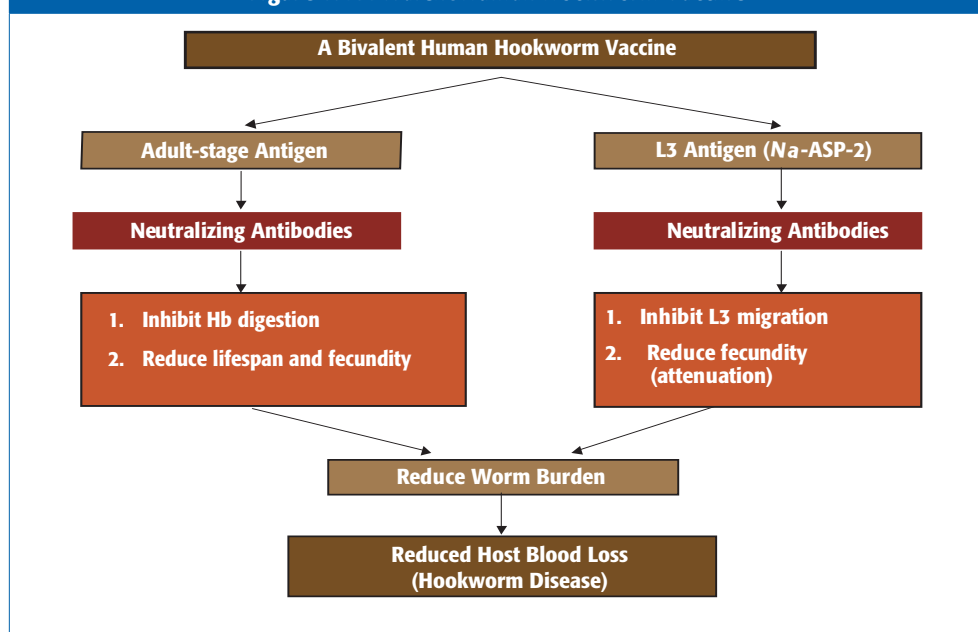 A Bivalent Human Hookworm Vaccine
Adult-stage Antigen
L3 Antigen (Na-ASP-2)
Neutralizing Antibodies
Neutralizing Antibodies
1. Inhibit Hb digestion
2. Reduce lifespan and fecundity
1. Inhibit L3 migration
2. Reduce fecundity
(attenuation)
Reduce Worm Burden
Reduced Host Blood Loss
(Hookworm Disease)